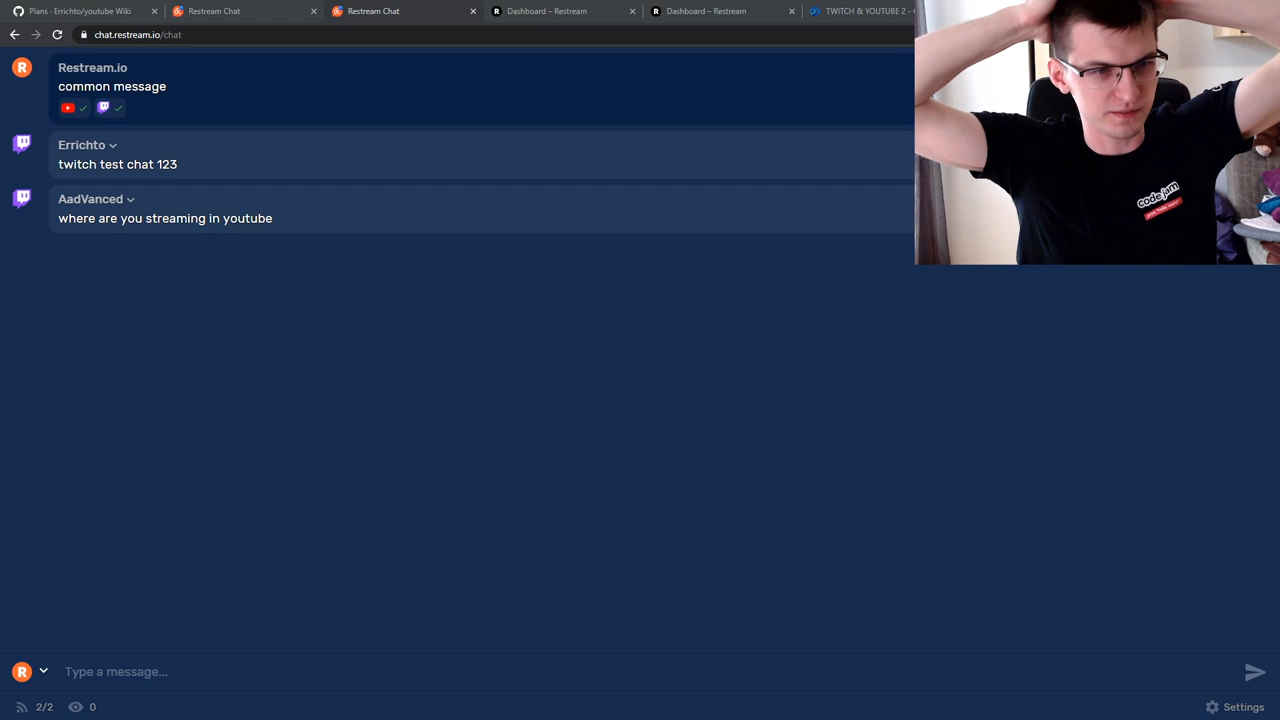 Plans · Errichto/youtube Wiki
Restream Chat
Restream Chat
Dashboard – Restream
Dashboard – Restream
TWITCH & YOUTUBE 2 -
chat.restream.io/chat
Restream.io
common message
Errichto
twitch test chat 123
AadVanced
where are you streaming in youtube
code jam
R
Type a message...
2/2
0
Settings